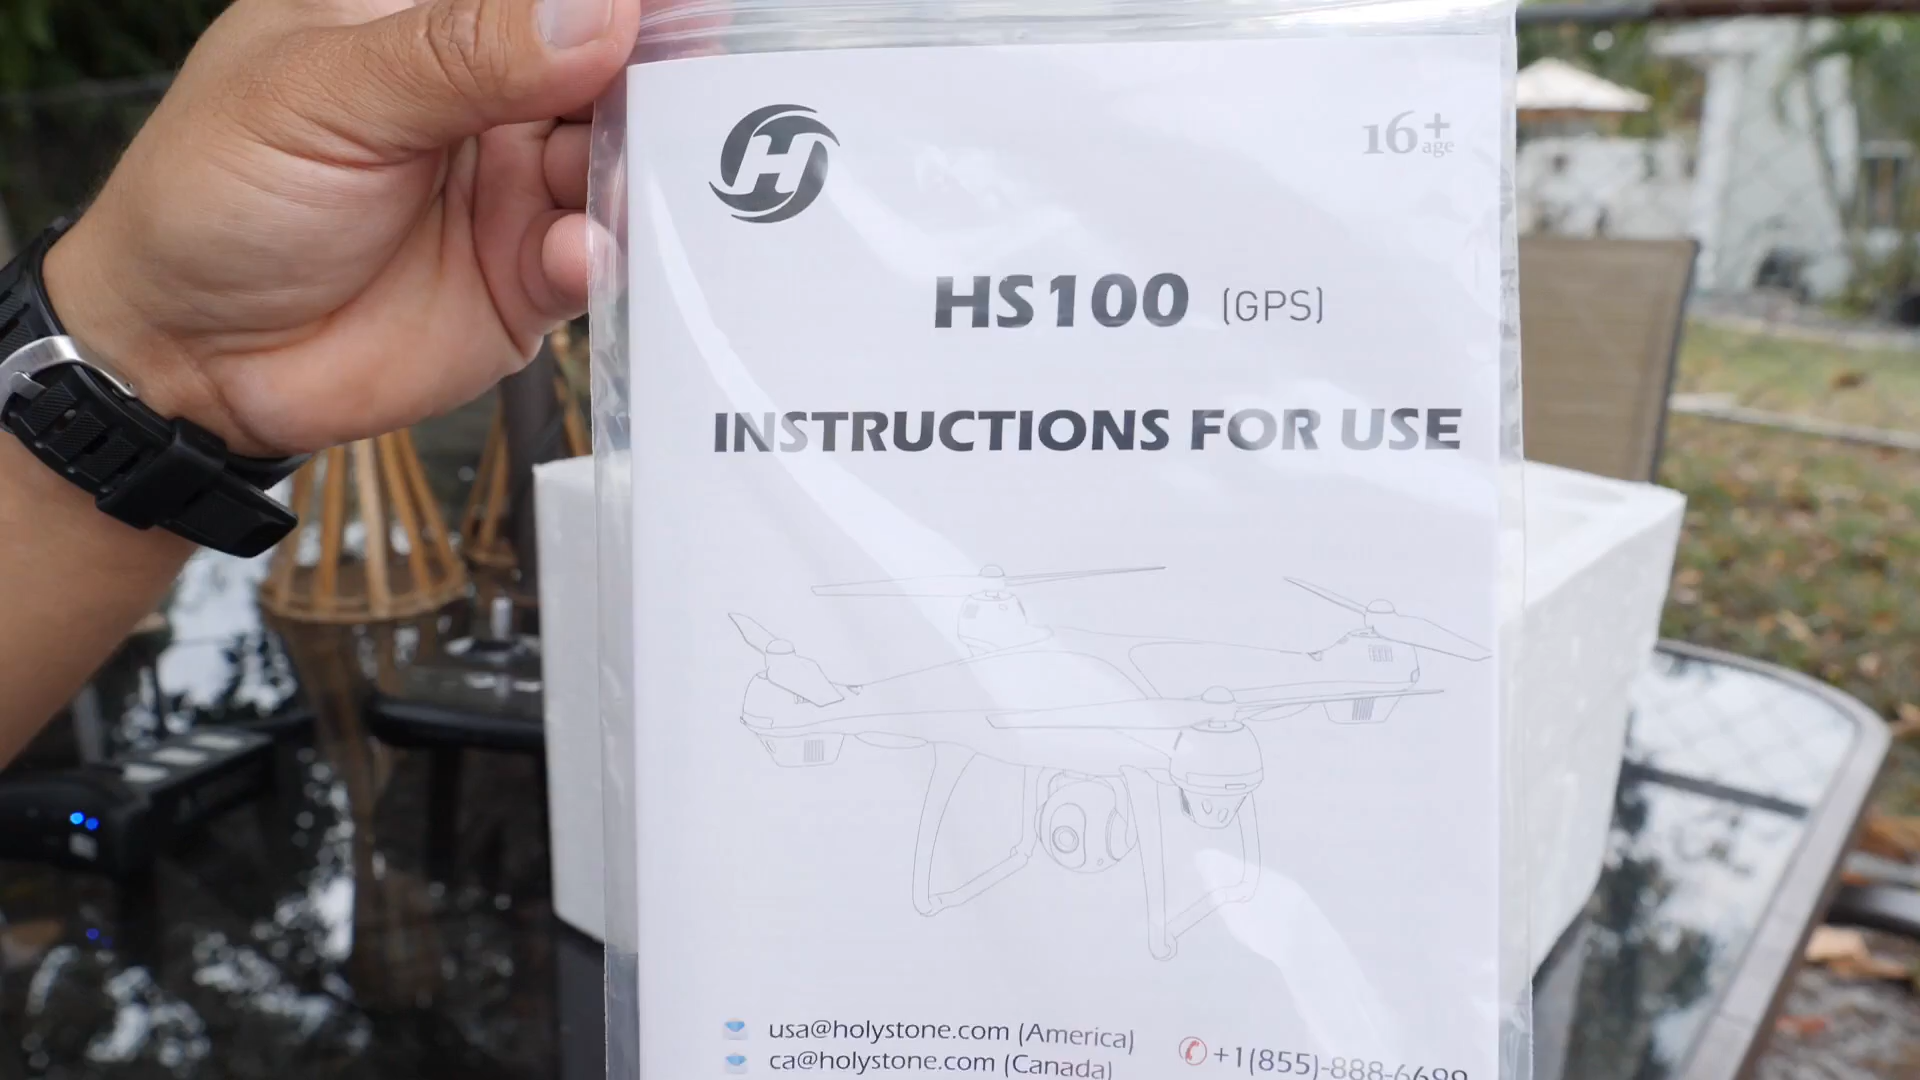 H
16+
age
HS100 (GPS)
INSTRUCTIONS FOR USE
usa@holystone.com (America)
ca@holystone.com (Canada)
+1(855)-888-6699